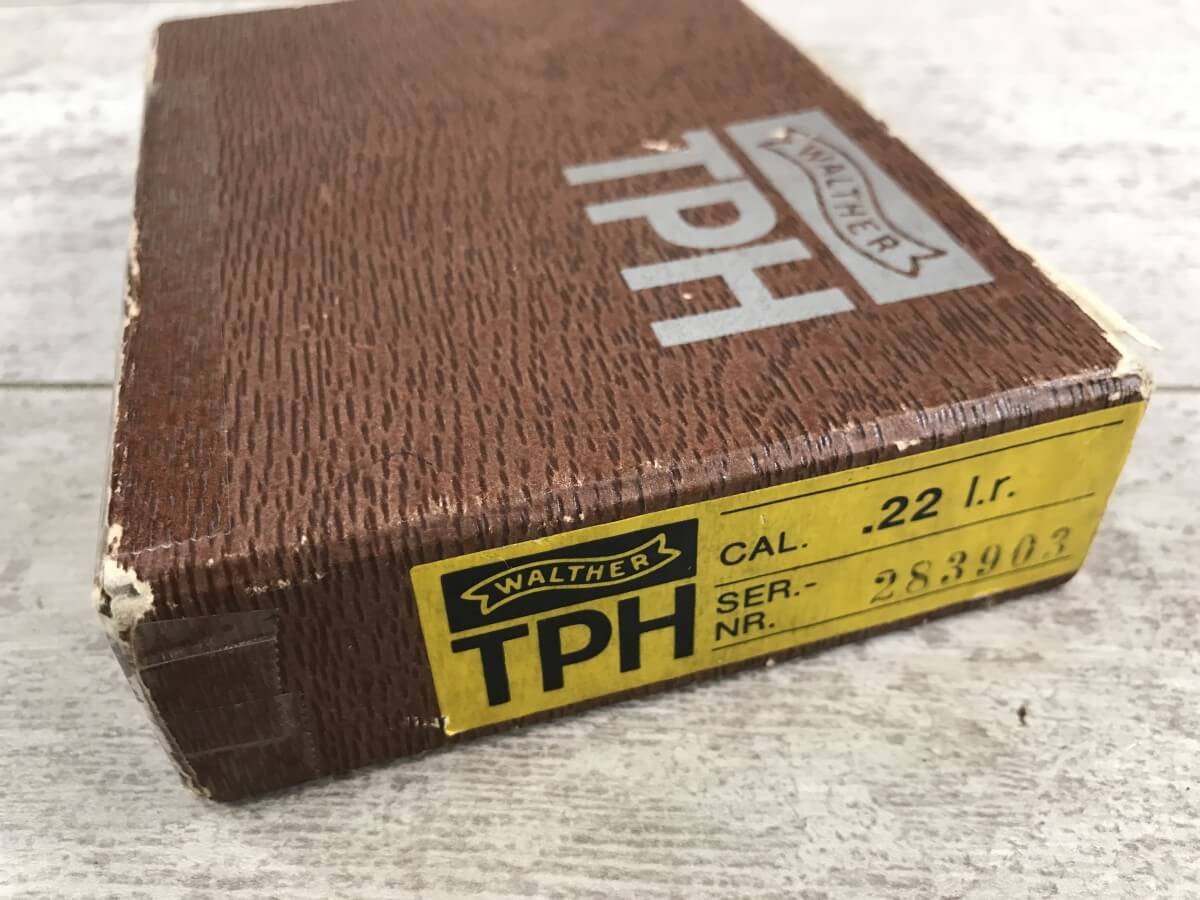 WALTHER
TPH
WALTHER
TPH
CAL. .22 l.r.
SER.-
NR. 283903